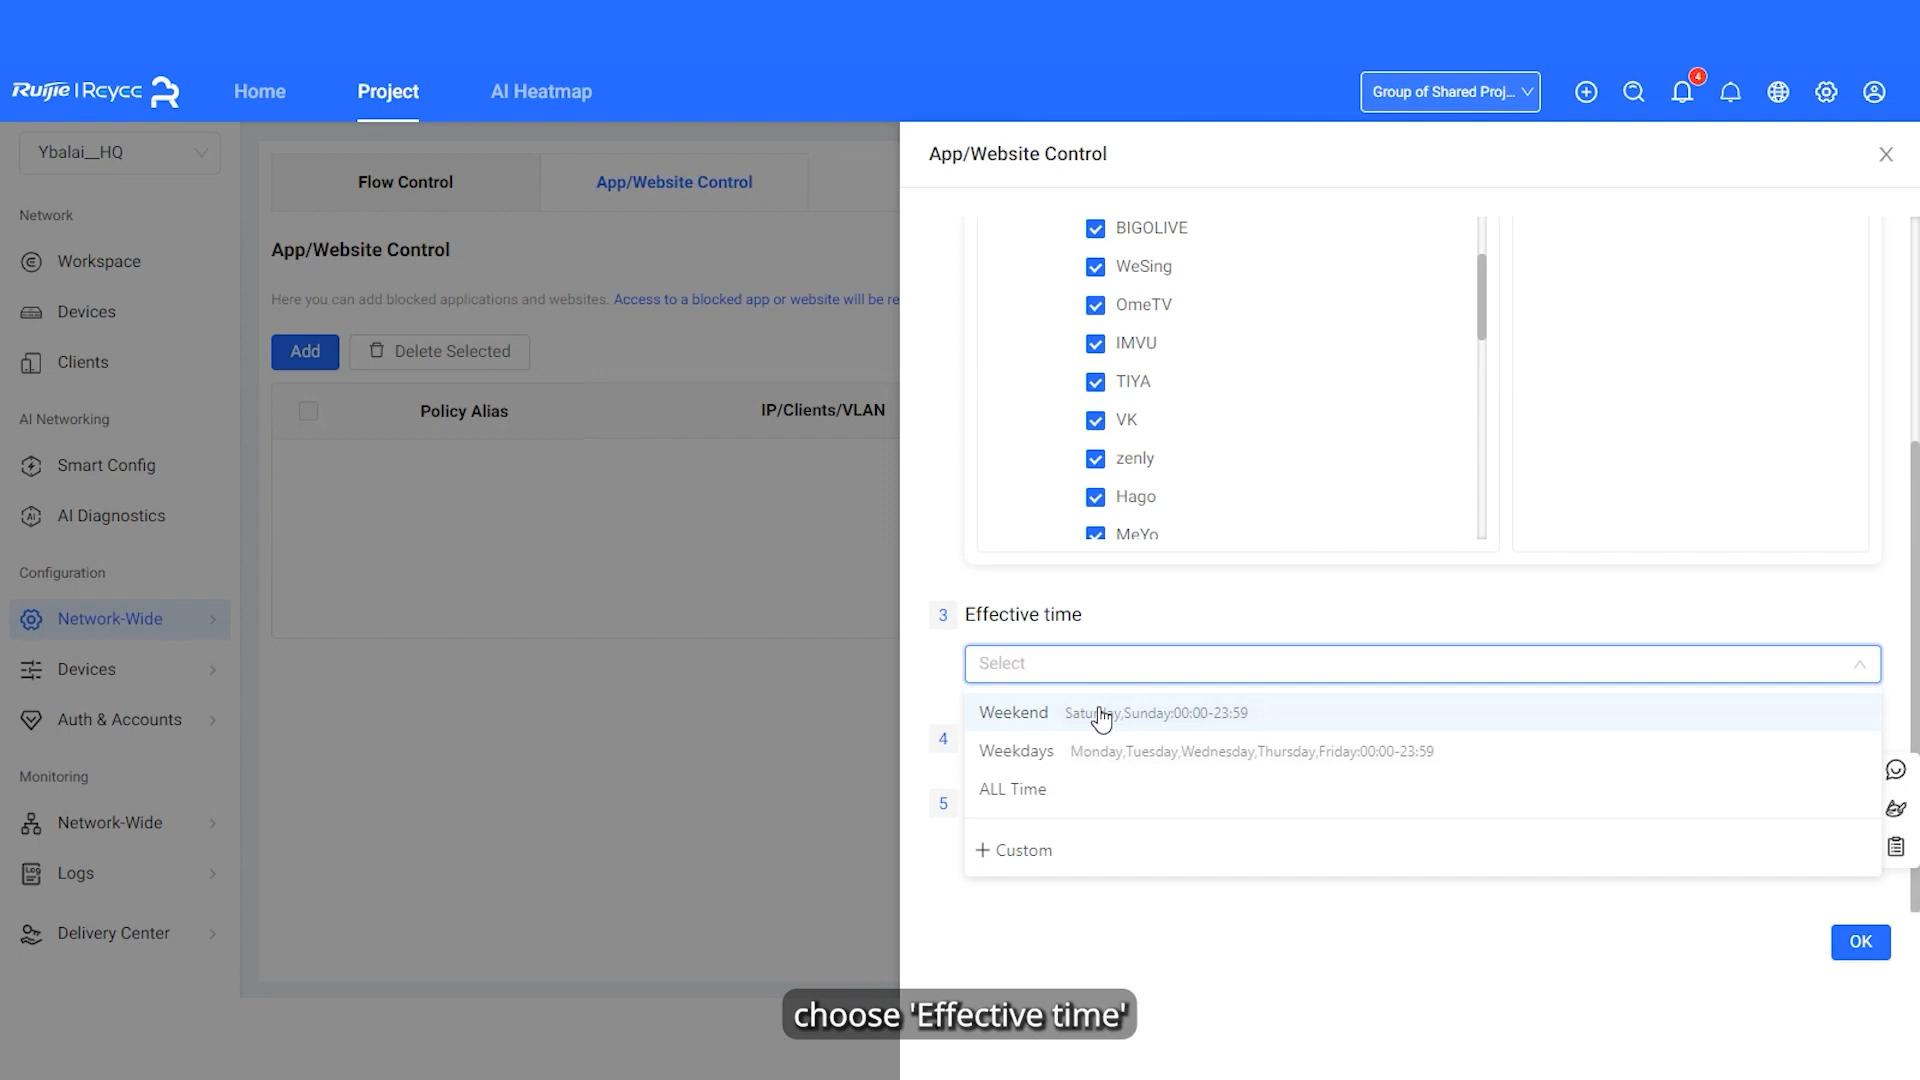 Ruijie | Reyee
Home
Project
AI Heatmap
Group of Shared Proj...
4
Ybalai__HQ
Network
Workspace
Devices
Clients
AI Networking
Smart Config
AI Diagnostics
Configuration
Network-Wide
Devices
Auth & Accounts
Monitoring
Network-Wide
Logs
Delivery Center
Flow Control
App/Website Control
App/Website Control
Here you can add blocked applications and websites. Access to a blocked app or website will be re
Add
Delete Selected
Policy Alias
IP/Clients/VLAN
App/Website Control
BIGOLIVE
WeSing
OmeTV
IMVU
TIYA
VK
zenly
Hago
MeYo
3 Effective time
Select
Weekend Saturday,Sunday:00:00-23:59
4
Weekdays Monday,Tuesday,Wednesday,Thursday,Friday:00:00-23:59
ALL Time
5
+ Custom
OK
choose 'Effective time'